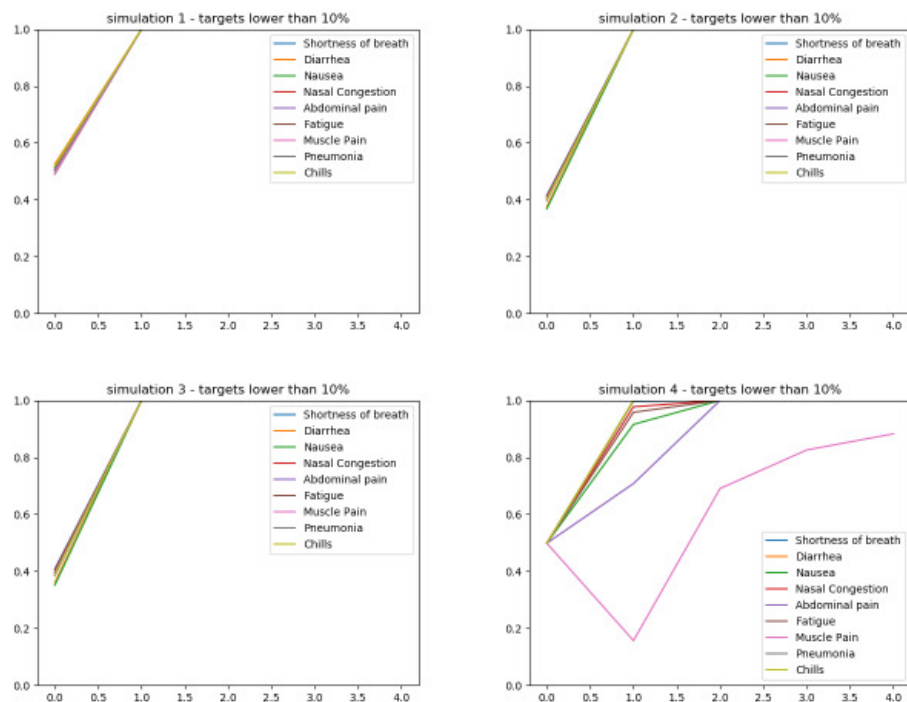 simulation 1 - targets lower than 10%
1.0
0.8
0.6
0.4
0.2
0.0
0.0 0.5 1.0 1.5 2.0 2.5 3.0 3.5 4.0
Shortness of breath
Diarrhea
Nausea
Nasal Congestion
Abdominal pain
Fatigue
Muscle Pain
Pneumonia
Chills
simulation 2 - targets lower than 10%
1.0
0.8
0.6
0.4
0.2
0.0
0.0 0.5 1.0 1.5 2.0 2.5 3.0 3.5 4.0
Shortness of breath
Diarrhea
Nausea
Nasal Congestion
Abdominal pain
Fatigue
Muscle Pain
Pneumonia
Chills
simulation 3 - targets lower than 10%
1.0
0.8
0.6
0.4
0.2
0.0
0.0 0.5 1.0 1.5 2.0 2.5 3.0 3.5 4.0
Shortness of breath
Diarrhea
Nausea
Nasal Congestion
Abdominal pain
Fatigue
Muscle Pain
Pneumonia
Chills
simulation 4 - targets lower than 10%
1.0
0.8
0.6
0.4
0.2
0.0
0.0 0.5 1.0 1.5 2.0 2.5 3.0 3.5 4.0
Shortness of breath
Diarrhea
Nausea
Nasal Congestion
Abdominal pain
Fatigue
Muscle Pain
Pneumonia
Chills